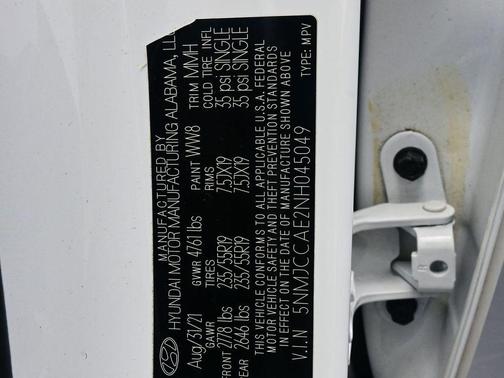 MANUFACTURED BY
HYUNDAI MOTOR MANUFACTURING ALABAMA, LL
Aug/31/21 GVWR 4761 lbs PAINT WW8 TRIM MMH
GAWR TIRES RIMS COLD TIRE INFL
FRONT 2778 lbs 235/55R19 7.5JX19 35 psi SINGLE
REAR 2646 lbs 235/55R19 7.5JX19 35 psi SINGLE
THIS VEHICLE CONFORMS TO ALL APPLICABLE U.S.A. FEDERAL
MOTOR VEHICLE SAFETY AND THEFT PREVENTION STANDARDS
IN EFFECT ON THE DATE OF MANUFACTURE SHOWN ABOVE
V.I.N 5NMJCCAE2NH045049 TYPE: MPV